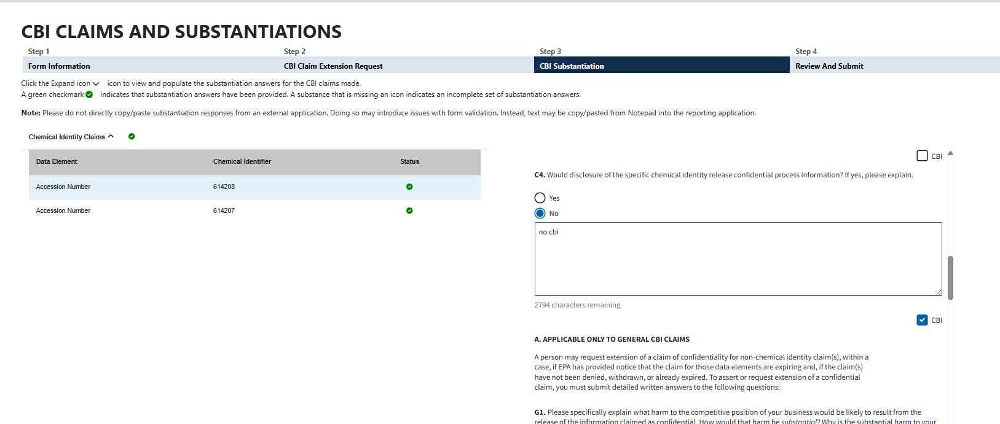 CBI CLAIMS AND SUBSTANTIATIONS
Step 1
Step 2
Step 3
Step 4
Form Information
CBI Claim Extension Request
CBI Substantiation
Review And Submit
Click the Expand icon icon to view and populate the substantiation answers for the CBI claims made.
A green checkmark indicates that substantiation answers have been provided. A substance that is missing an icon indicates an incomplete set of substantiation answers.
Note: Please do not directly copy/paste substantiation responses from an external application. Doing so may introduce issues with form validation. Instead, text may be copy/pasted from Notepad into the reporting application.
Chemical Identity Claims
Data Element
Chemical Identifier
Status
Accession Number
614208
Accession Number
614207
CBI
C4. Would disclosure of the specific chemical identity release confidential process information? If yes, please explain.
Yes
No
no cbi
2794 characters remaining
CBI
A. APPLICABLE ONLY TO GENERAL CBI CLAIMS
A person may request extension of a claim of confidentiality for non-chemical identity claim(s), within a
case, if EPA has provided notice that the claim for those data elements are expiring and, if the claim(s)
have not been denied, withdrawn, or already expired. To assert or request extension of a confidential
claim, you must submit detailed written answers to the following questions:
G1. Please specifically explain what harm to the competitive position of your business would be likely to result from the
release of the information claimed as confidential. How would that harm be substantial? Why is the substantial harm to your